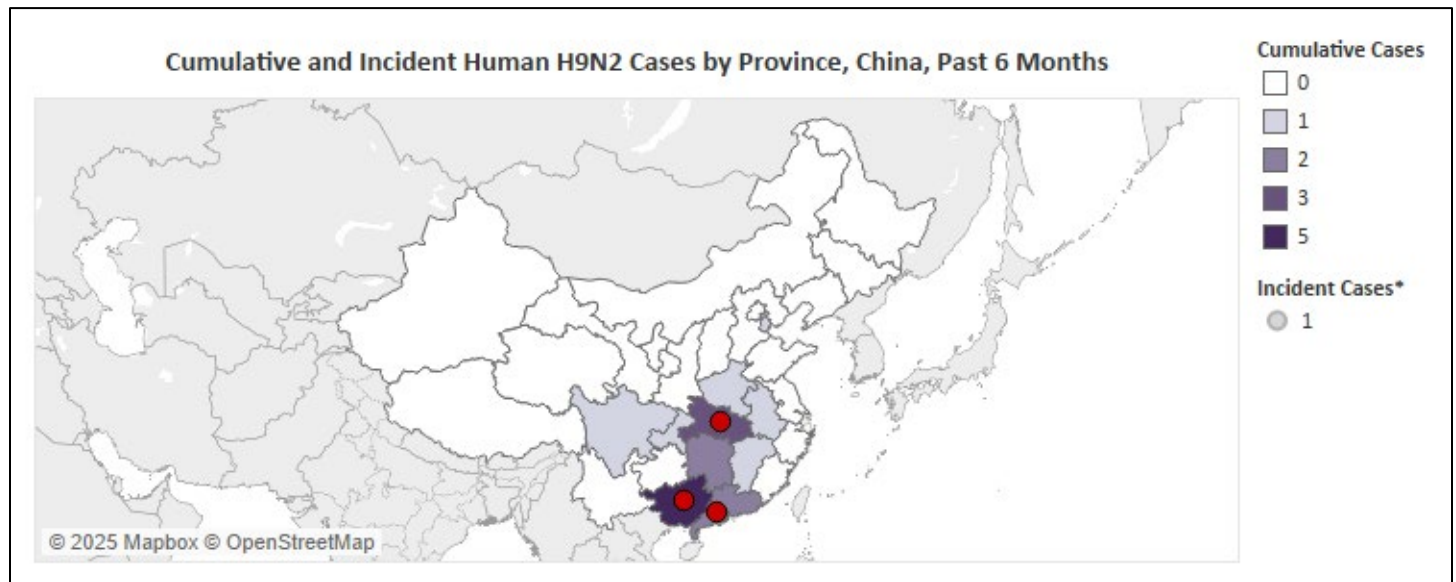 Cumulative and Incident Human H9N2 Cases by Province, China, Past 6 Months
Cumulative Cases
0
1
2
3
5
Incident Cases*
1
© 2025 Mapbox © OpenStreetMap